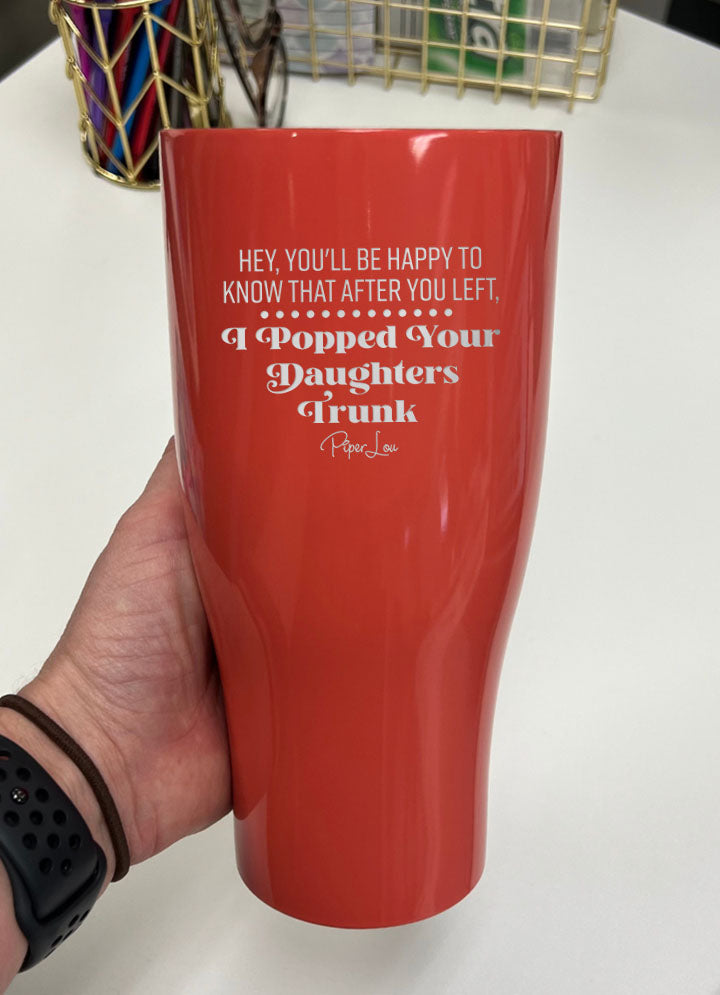 HEY, YOU'LL BE HAPPY TO
KNOW THAT AFTER YOU LEFT,
I Popped Your
Daughters
Trunk
Piper Lou